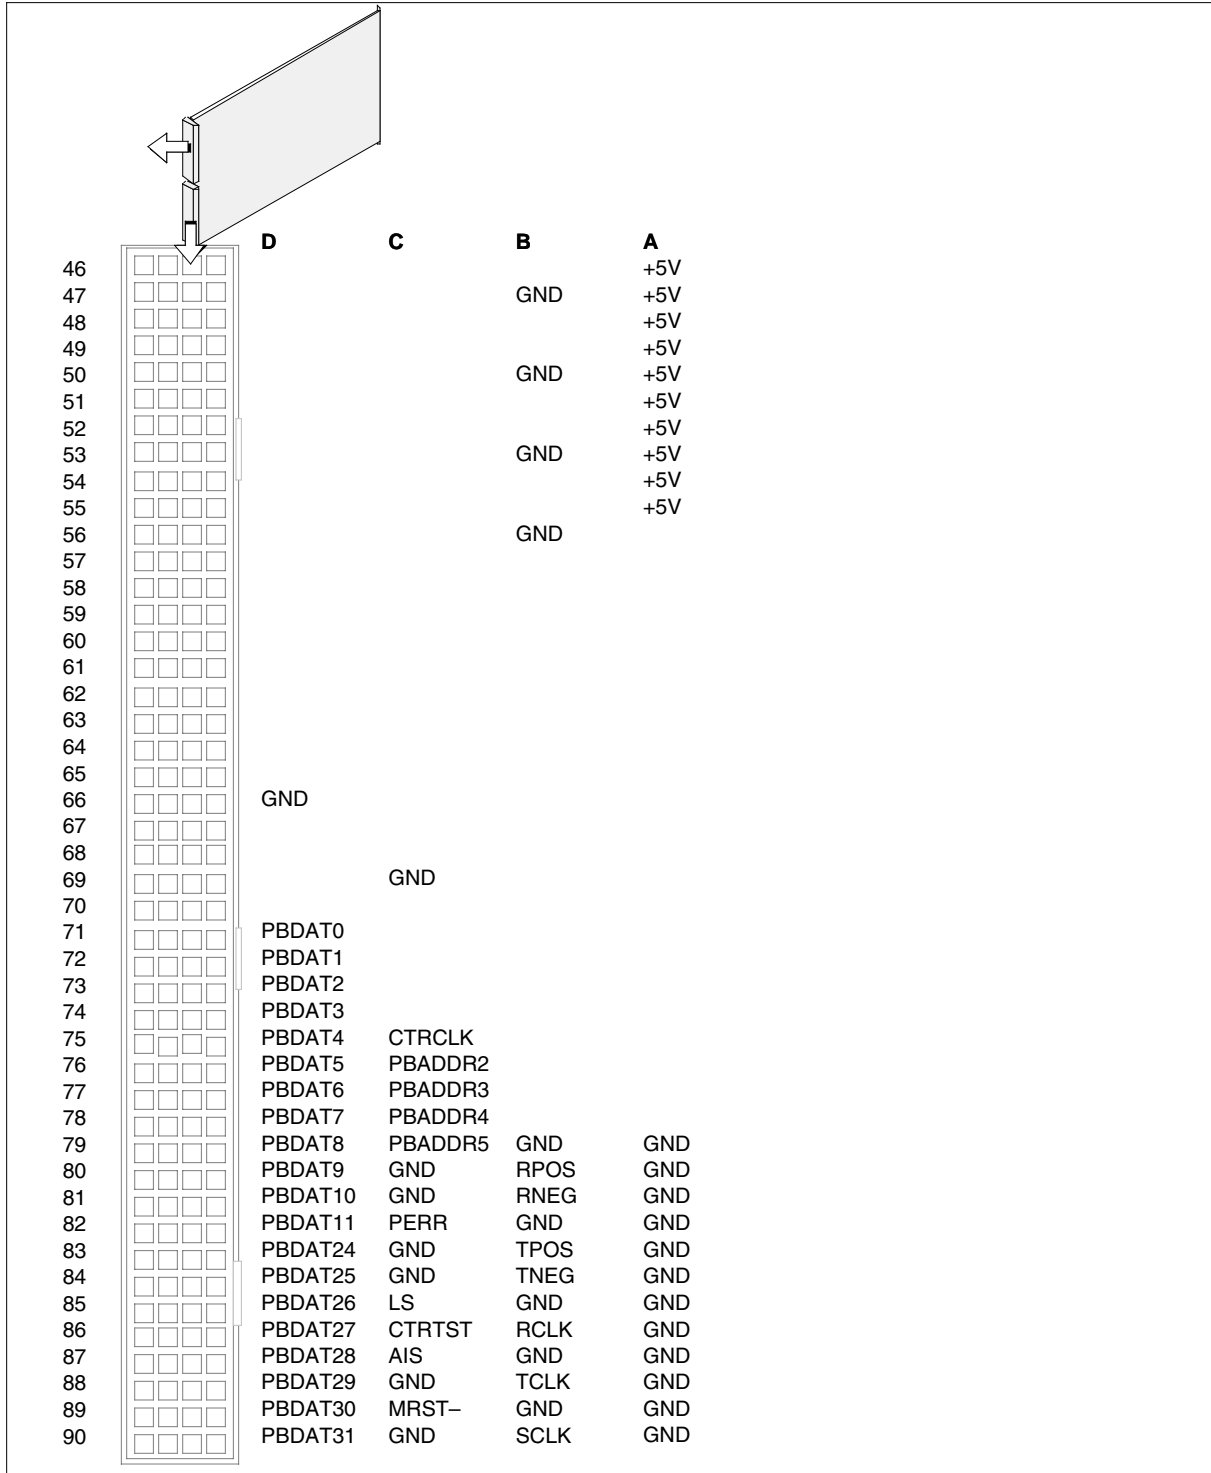 D C B A
46 +5V
47 GND +5V
48 +5V
49 +5V
50 GND +5V
51 +5V
52 +5V
53 GND +5V
54 +5V
55 +5V
56 GND
57
58
59
60
61
62
63
64
65
66 GND
67
68
69 GND
70
71 PBDAT0
72 PBDAT1
73 PBDAT2
74 PBDAT3
75 PBDAT4 CTRCLK
76 PBDAT5 PBADDR2
77 PBDAT6 PBADDR3
78 PBDAT7 PBADDR4
79 PBDAT8 PBADDR5 GND GND
80 PBDAT9 GND RPOS GND
81 PBDAT10 GND RNEG GND
82 PBDAT11 PERR GND GND
83 PBDAT24 GND TPOS GND
84 PBDAT25 GND TNEG GND
85 PBDAT26 LS GND GND
86 PBDAT27 CTRTST RCLK GND
87 PBDAT28 AIS GND GND
88 PBDAT29 GND TCLK GND
89 PBDAT30 MRST– GND GND
90 PBDAT31 GND SCLK GND